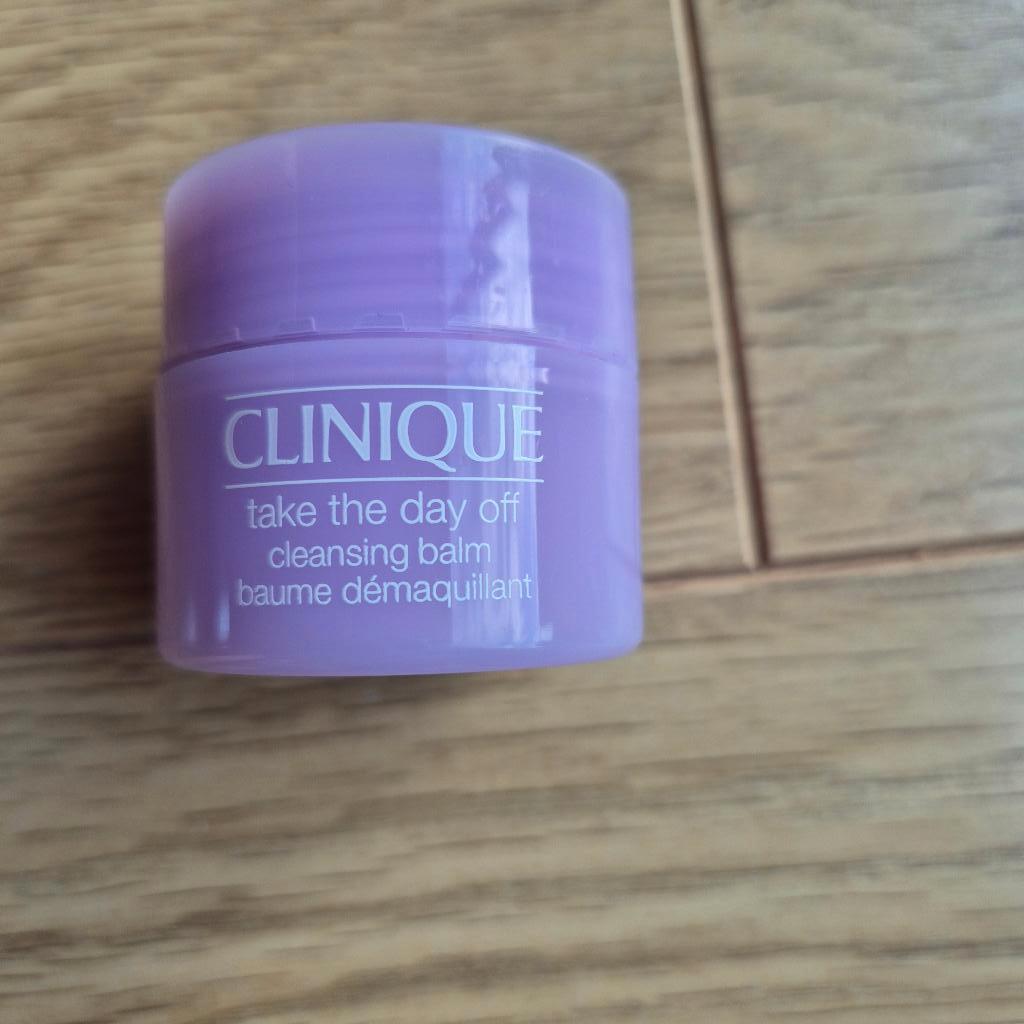 CLINIQUE
take the day off
cleansing balm
baume démaquillant